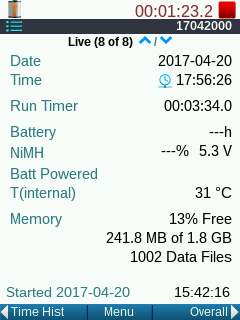 00:01:23.2
17042000
Live (8 of 8) /
Date 2017-04-20
Time 17:56:26
Run Timer 00:03:34.0
Battery ---h
NiMH ---% 5.3 V
Batt Powered
T(internal) 31 °C
Memory 13% Free
241.8 MB of 1.8 GB
1002 Data Files
Started 2017-04-20 15:42:16
Time Hist Menu Overall